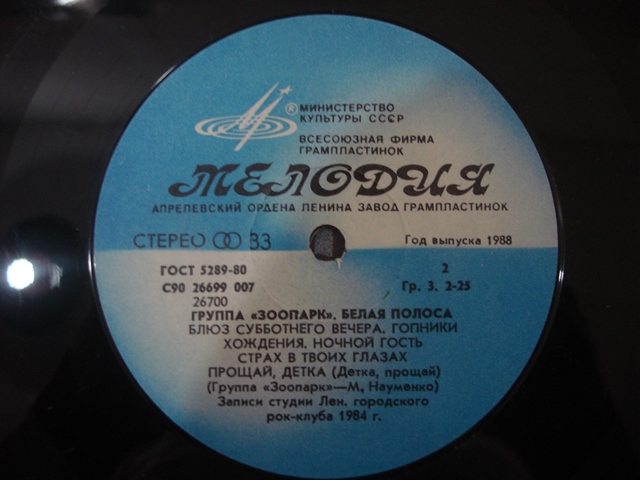 ® МИНИСТЕРСТВО
КУЛЬТУРЫ СССР
ВСЕСОЮЗНАЯ ФИРМА
ГРАМПЛАСТИНОК
МЕЛОДИЯ
АПРЕЛЕВСКИЙ ОРДЕНА ЛЕНИНА ЗАВОД ГРАМПЛАСТИНОК
СТЕРЕО 33 Год выпуска 1988
ГОСТ 5289-80 2
С90 26699 007 Гр. 3. 2-25
26700
ГРУППА «ЗООПАРК». БЕЛАЯ ПОЛОСА
БЛЮЗ СУББОТНЕГО ВЕЧЕРА. ГОПНИКИ
ХОЖДЕНИЯ. НОЧНОЙ ГОСТЬ
СТРАХ В ТВОИХ ГЛАЗАХ
ПРОЩАЙ, ДЕТКА (Детка, прощай)
(Группа «Зоопарк»—М. Науменко)
Записи студии Лен. городского
рок-клуба 1984 г.